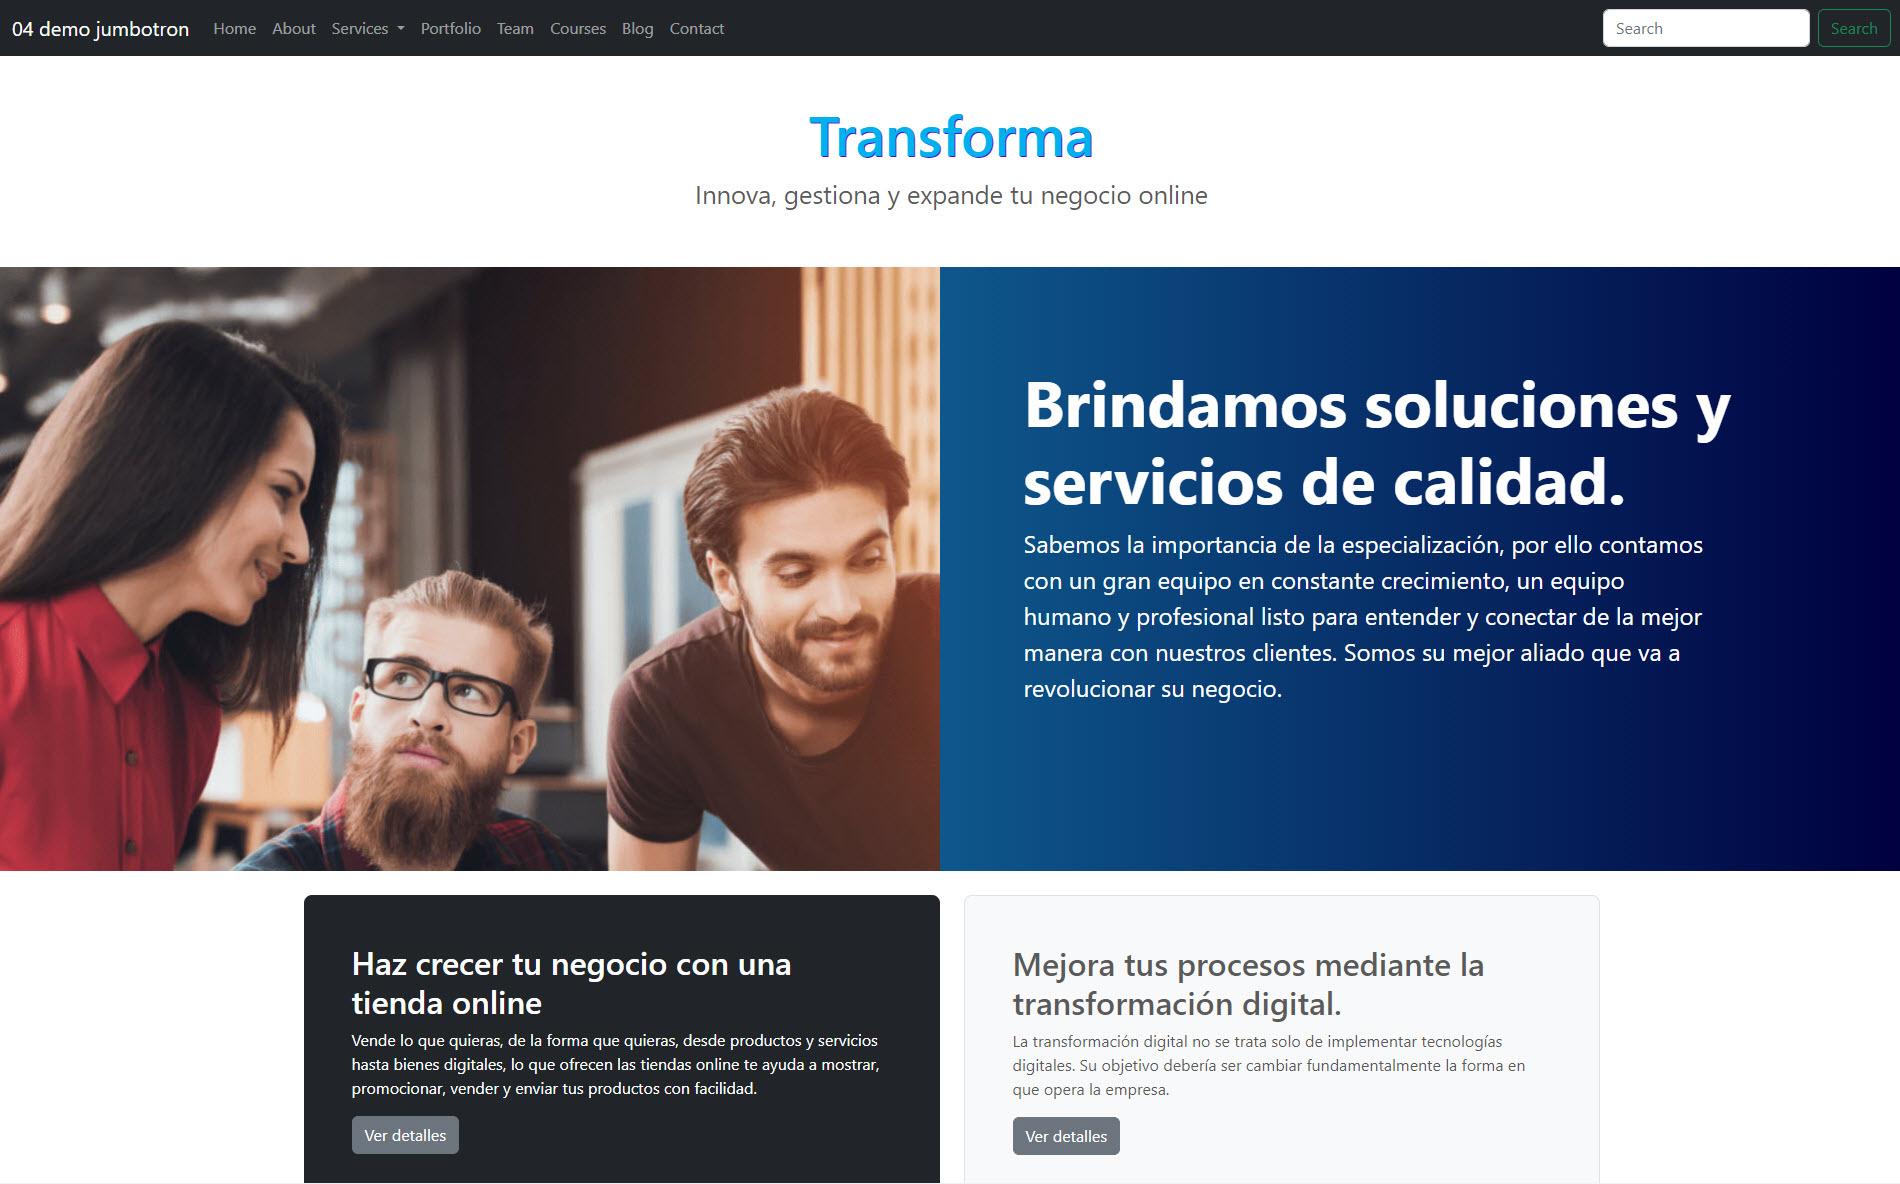 04 demo jumbotron Home About Services Portfolio Team Courses Blog Contact Search Search
Transforma
Innova, gestiona y expande tu negocio online
Brindamos soluciones y
servicios de calidad.
Sabemos la importancia de la especialización, por ello contamos
con un gran equipo en constante crecimiento, un equipo
humano y profesional listo para entender y conectar de la mejor
manera con nuestros clientes. Somos su mejor aliado que va a
revolucionar su negocio.
Haz crecer tu negocio con una
tienda online
Vende lo que quieras, de la forma que quieras, desde productos y servicios
hasta bienes digitales, lo que ofrecen las tiendas online te ayuda a mostrar,
promocionar, vender y enviar tus productos con facilidad.
Ver detalles
Mejora tus procesos mediante la
transformación digital.
La transformación digital no se trata solo de implementar tecnologías
digitales. Su objetivo debería ser cambiar fundamentalmente la forma en
que opera la empresa.
Ver detalles